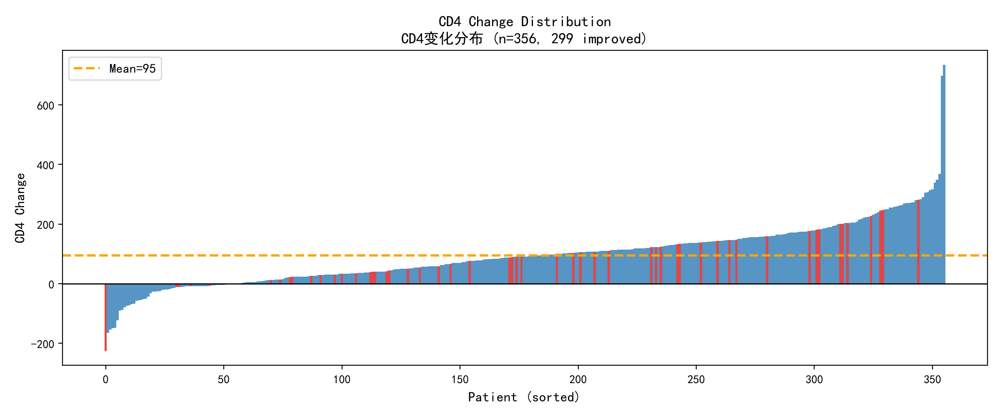 CD4 Change Distribution
CD4变化分布 (n=356, 299 improved)
Mean=95
CD4 Change
600
400
200
0
-200
0 50 100 150 200 250 300 350
Patient (sorted)